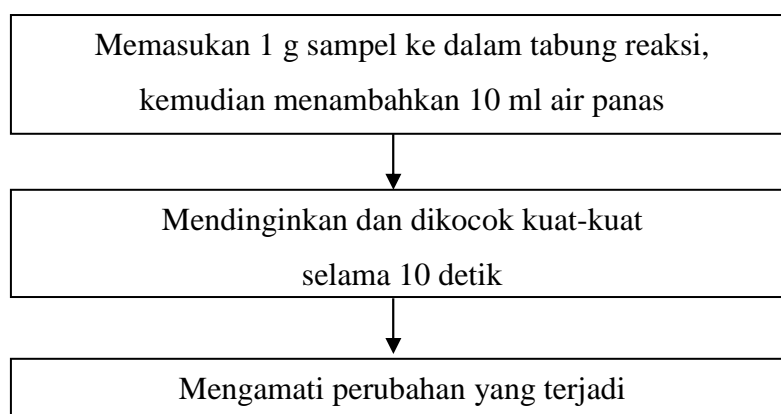 Memasukan 1 g sampel ke dalam tabung reaksi,
kemudian menambahkan 10 ml air panas
Mendinginkan dan dikocok kuat-kuat
selama 10 detik
Mengamati perubahan yang terjadi